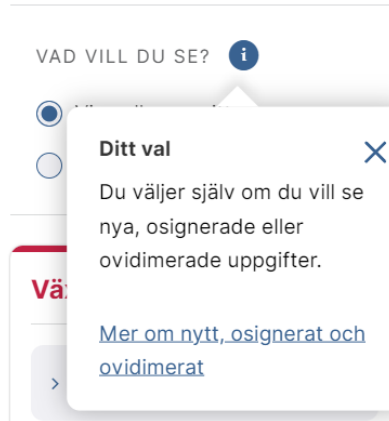 VAD VILL DU SE?
Ditt val
Du väljer själv om du vill se
nya, osignerade eller
ovidimerade uppgifter.
Mer om nytt, osignerat och
ovidimerat